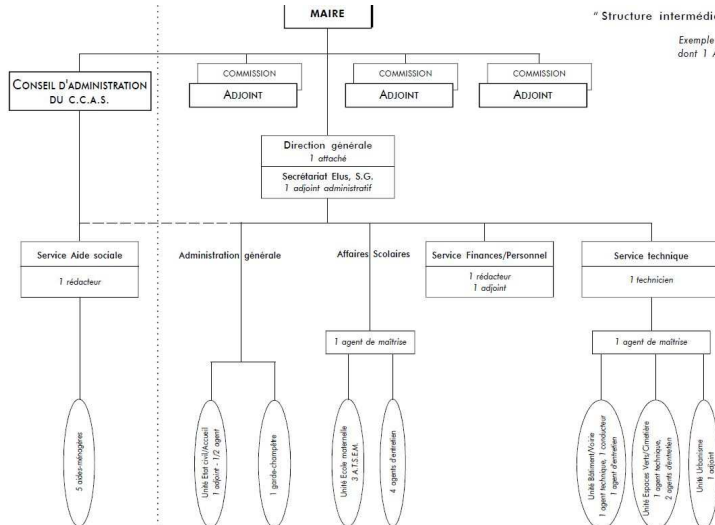 MAIRE
" Structure intermédi
Exemple
dont 1 A
COMMISSION
ADJOINT
COMMISSION
ADJOINT
COMMISSION
ADJOINT
CONSEIL D'ADMINISTRATION
DU C.C.A.S.
Direction générale
1 attaché
Secrétariat Elus, S.G.
1 adjoint administratif
Service Aide sociale
1 rédacteur
Administration générale
Affaires Scolaires
Service Finances/Personnel
1 rédacteur
1 adjoint
Service technique
1 technicien
1 agent de maîtrise
1 agent de maîtrise
5 aides-ménagères
Unité Etat civil/Accueil
1 adjoint - 1/2 agent
1 garde-champêtre
Unité Ecole maternelle
3 A.T.S.E.M.
4 agents d'entretien
Unité Bâtiment/Voirie
1 agent technique, 1 conducteur
1 agent d'entretien
Unité Espaces Verts/Cimetière
1 agent technique,
2 agents d'entretien
Unité Urbanisme
1 adjoint